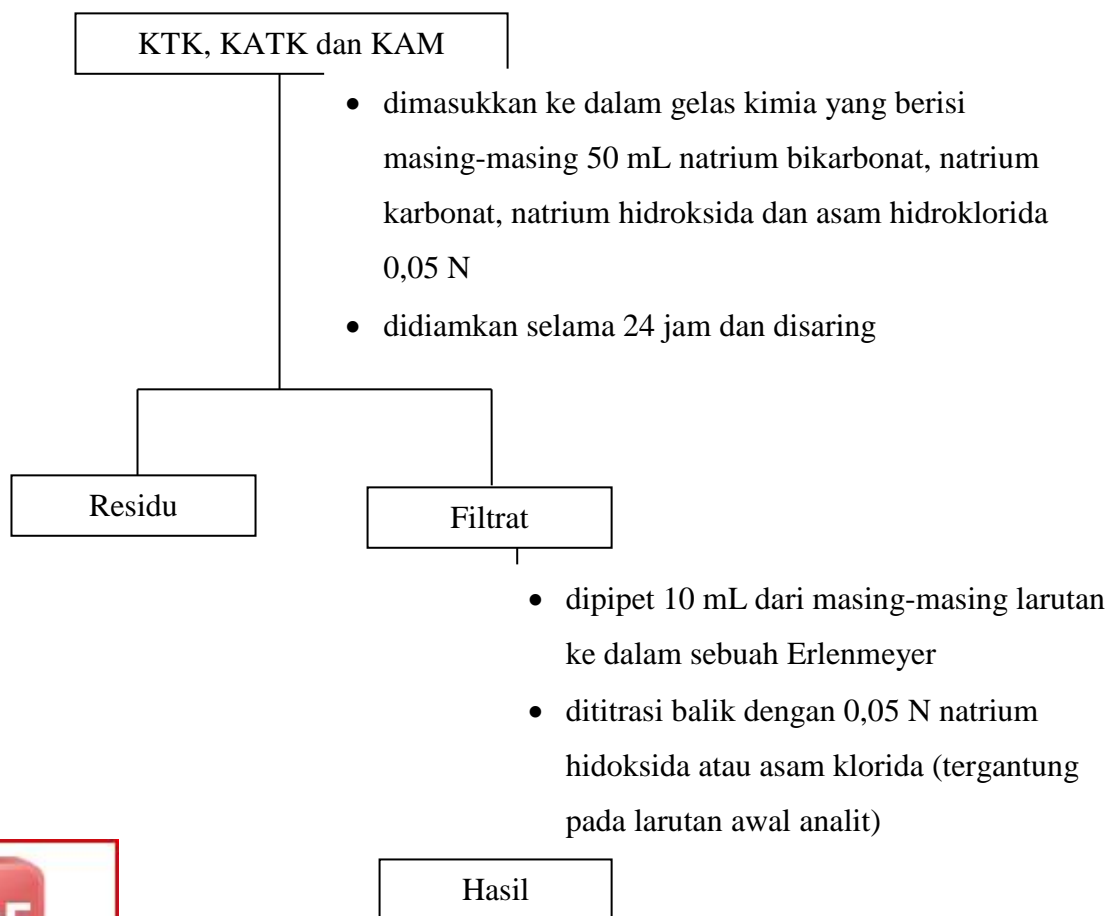 KTK, KATK dan KAM
• dimasukkan ke dalam gelas kimia yang berisi
masing-masing 50 mL natrium bikarbonat, natrium
karbonat, natrium hidroksida dan asam hidroklorida
0,05 N
• didiamkan selama 24 jam dan disaring
Residu
Filtrat
• dipipet 10 mL dari masing-masing larutan
ke dalam sebuah Erlenmeyer
• dititrasi balik dengan 0,05 N natrium
hidoksida atau asam klorida (tergantung
pada larutan awal analit)
Hasil